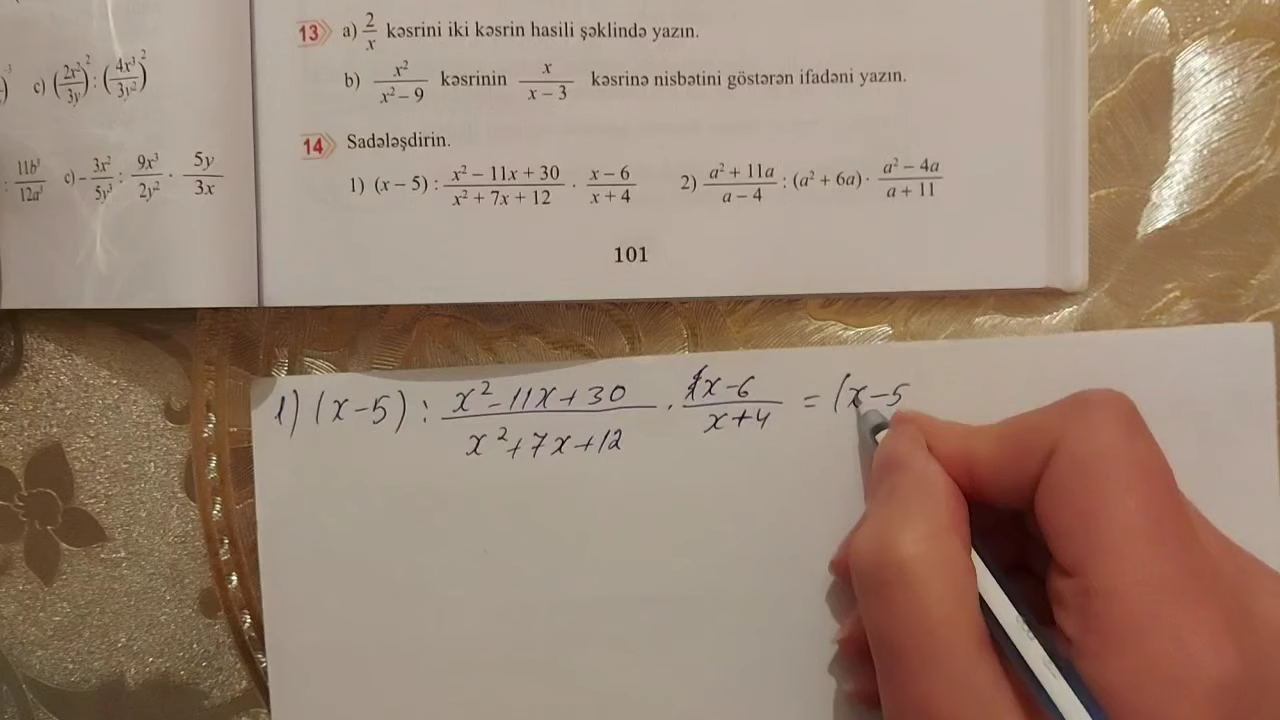 c) (2x²/3y)² : (4x³/3y²)²
: 11b³/12a³ c) -3x²/5y³ : 9x³/2y² · 5y/3x
13 a) 2/x kəsrini iki kəsrin hasili şəklində yazın.
b) x²/(x² – 9) kəsrinin x/(x – 3) kəsrinə nisbətini göstərən ifadəni yazın.
14 Sadələşdirin.
1) (x – 5) : (x² – 11x + 30)/(x² + 7x + 12) · (x – 6)/(x + 4) 2) (a² + 11a)/(a – 4) : (a² + 6a) · (a² – 4a)/(a + 11)
101
1) (x-5) : (x²-11x+30)/(x²+7x+12) · (x-6)/(x+4) = (x-5